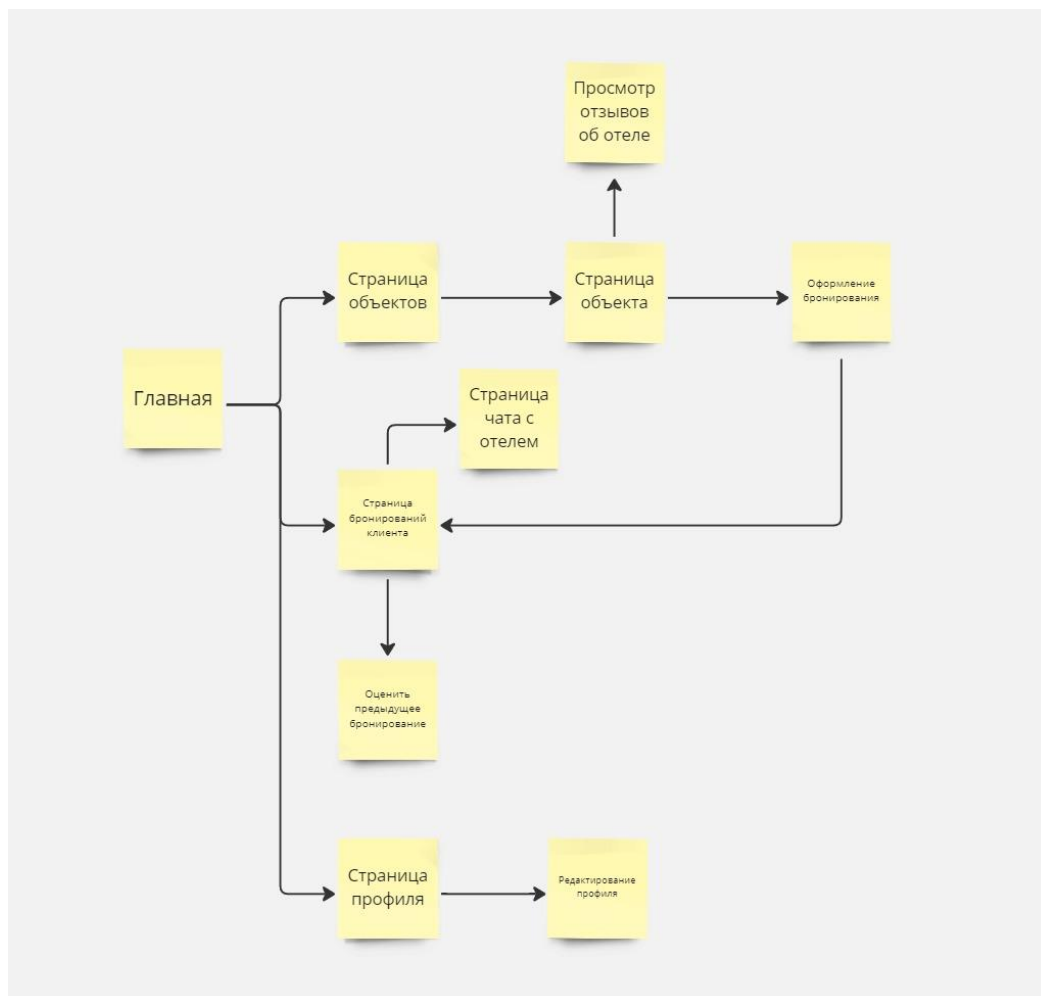 Просмотр
отзывов
об отеле
Страница
объектов
Страница
объекта
Оформление
бронирования
Главная
Страница
чата с
отелем
Страница
бронирований
клиента
Оценить
предыдущее
бронирование
Страница
профиля
Редактирование
профиля